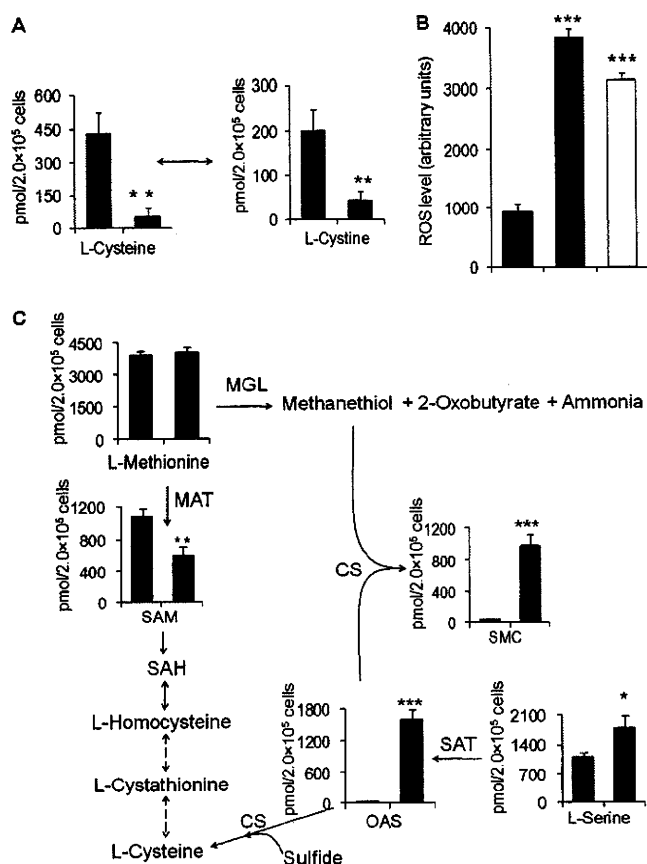 A
pmol/2.0×10⁵ cells
600
450
300
150
0
* *
L-Cysteine
pmol/2.0×10⁵ cells
300
200
100
0
**
L-Cystine
B
ROS level (arbitrary units)
4000
3000
2000
1000
0
***
***
C
pmol/2.0×10⁵ cells
4500
3000
1500
0
L-Methionine
MGL
Methanethiol + 2-Oxobutyrate + Ammonia
MAT
pmol/2.0×10⁵ cells
1200
800
400
0
**
SAM
CS
pmol/2.0×10⁵ cells
1200
800
400
0
***
SMC
SAH
L-Homocysteine
L-Cystathionine
L-Cysteine
pmol/2.0×10⁵ cells
1800
1200
600
0
***
OAS
SAT
pmol/2.0×10⁵ cells
2100
1400
700
0
*
L-Serine
CS
Sulfide